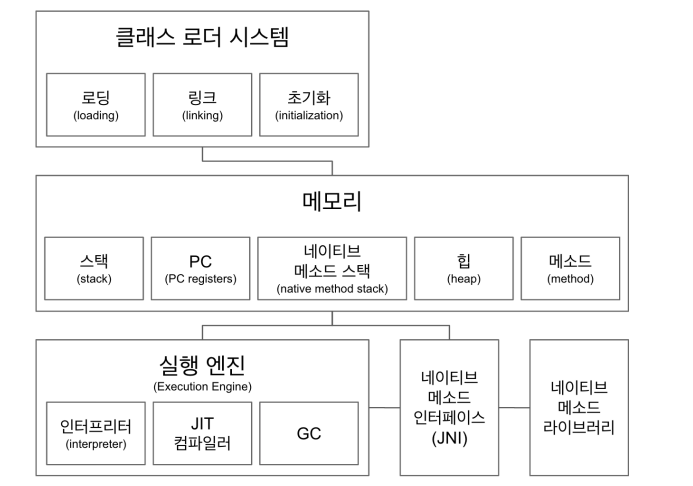 클래스 로더 시스템
로딩
(loading)
링크
(linking)
초기화
(initialization)
메모리
스택
(stack)
PC
(PC registers)
네이티브
메소드 스택
(native method stack)
힙
(heap)
메소드
(method)
실행 엔진
(Execution Engine)
인터프리터
(interpreter)
JIT
컴파일러
GC
네이티브
메소드
인터페이스
(JNI)
네이티브
메소드
라이브러리